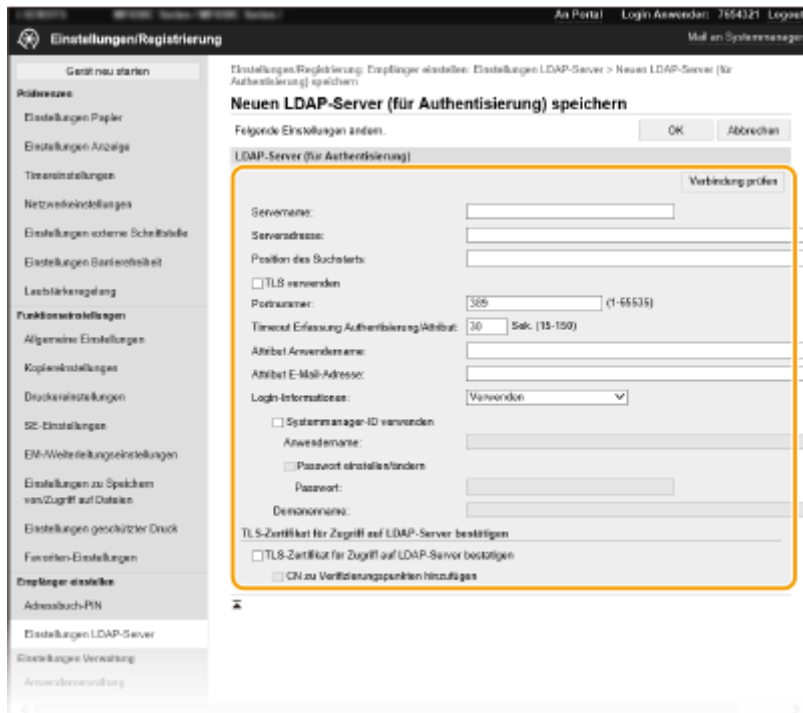 An Portal Login Anwender: 7654321 Logout
Einstellungen/Registrierung
Mail an Systemmanager
Gerät neu starten
Präferenzen
Einstellungen Papier
Einstellungen Anzeige
Timereinstellungen
Netzwerkeinstellungen
Einstellungen externe Schnittstelle
Einstellungen Barrierefreiheit
Lautstärkeregelung
Funktionseinstellungen
Allgemeine Einstellungen
Kopiereinstellungen
Druckereinstellungen
SE-Einstellungen
EM-/Weiterleitungseinstellungen
Einstellungen zu Speichern
von/Zugriff auf Dateien
Einstellungen geschützter Druck
Favoriten-Einstellungen
Empfänger einstellen
Adressbuch-PIN
Einstellungen LDAP-Server
Einstellungen Verwaltung
Anwenderverwaltung
Einstellungen/Registrierung: Empfänger einstellen: Einstellungen LDAP-Server > Neuen LDAP-Server (für
Authentisierung) speichern
Neuen LDAP-Server (für Authentisierung) speichern
Folgende Einstellungen ändern.
OK
Abbrechen
LDAP-Server (für Authentisierung)
Verbindung prüfen
Servername:
Serveradresse:
Position des Suchstarts:
TLS verwenden
Portnummer: 389 (1-65535)
Timeout Erfassung Authentisierung/Attribut: 30 Sek. (15-150)
Attribut Anwendername:
Attribut E-Mail-Adresse:
Login-Informationen: Verwenden
Systemmanager-ID verwenden
Anwendername:
Passwort einstellen/ändern
Passwort:
Domänenname:
TLS-Zertifikat für Zugriff auf LDAP-Server bestätigen
TLS-Zertifikat für Zugriff auf LDAP-Server bestätigen
CN zu Verifizierungspunkten hinzufügen